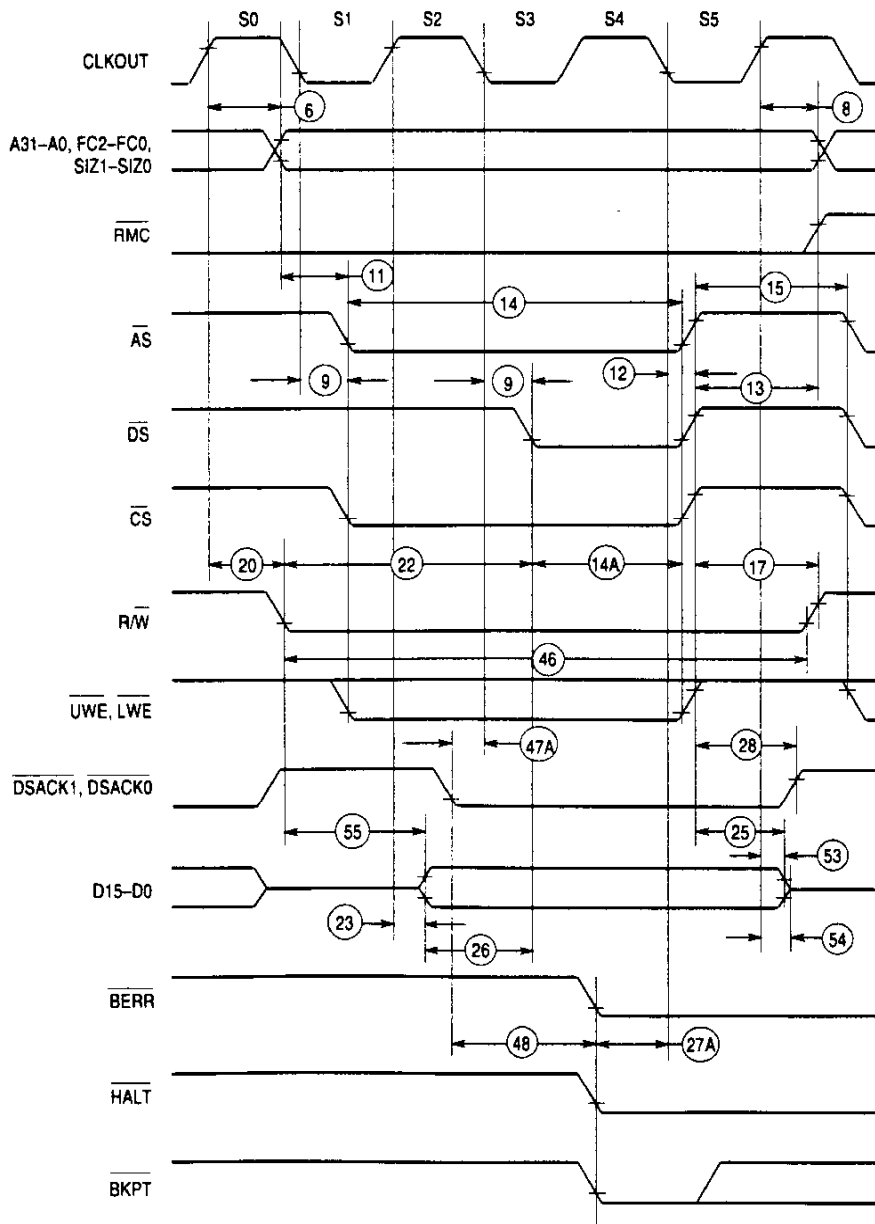 S0 S1 S2 S3 S4 S5
CLKOUT
6 8
A31–A0, FC2–FC0,
SIZ1–SIZ0
RMC
11
14 15
AS
9 9 12
13
DS
CS
20 22 14A 17
R/W
46
UWE, LWE
47A 28
DSACK1, DSACK0
55 25
53
D15–D0
23
26 54
BERR
48 27A
HALT
BKPT